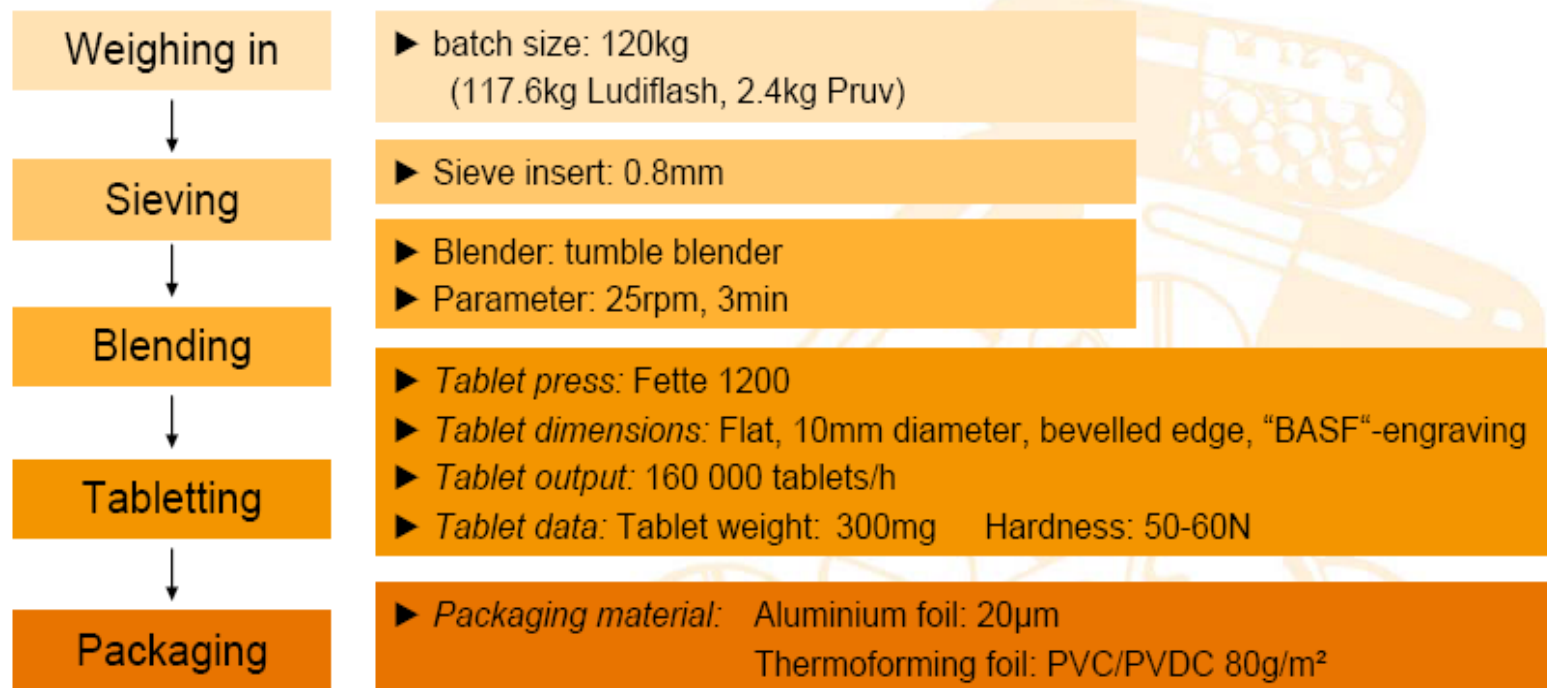 Weighing in
► batch size: 120kg
(117.6kg Ludiflash, 2.4kg Pruv)
Sieving
► Sieve insert: 0.8mm
Blending
► Blender: tumble blender
► Parameter: 25rpm, 3min
Tabletting
► Tablet press: Fette 1200
► Tablet dimensions: Flat, 10mm diameter, bevelled edge, “BASF“-engraving
► Tablet output: 160 000 tablets/h
► Tablet data: Tablet weight: 300mg Hardness: 50-60N
Packaging
► Packaging material: Aluminium foil: 20µm
Thermoforming foil: PVC/PVDC 80g/m²